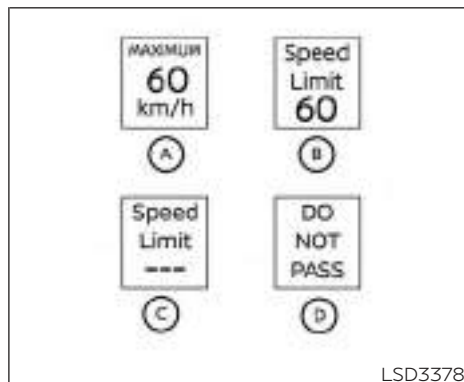 MAXIMUM
60
km/h
A
Speed
Limit
60
B
Speed
Limit
---
C
DO
NOT
PASS
D
LSD3378